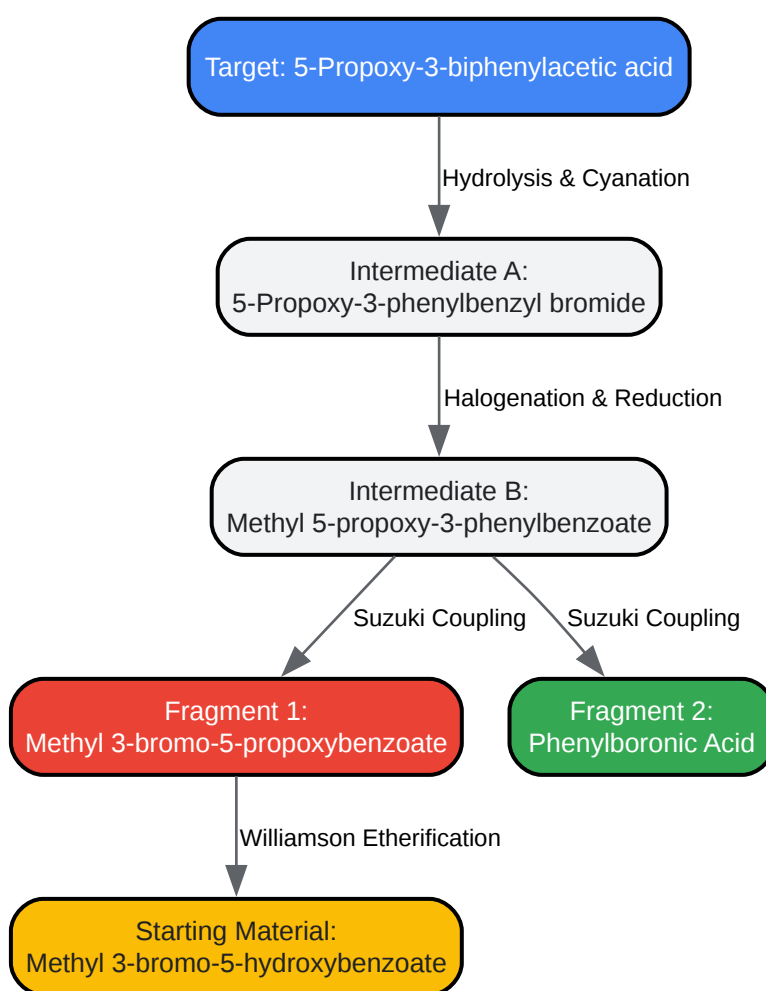 Target: 5-Propoxy-3-biphenylacetic acid
Hydrolysis & Cyanation
Intermediate A:
5-Propoxy-3-phenylbenzyl bromide
Halogenation & Reduction
Intermediate B:
Methyl 5-propoxy-3-phenylbenzoate
Suzuki Coupling
Suzuki Coupling
Fragment 1:
Methyl 3-bromo-5-propoxybenzoate
Fragment 2:
Phenylboronic Acid
Williamson Etherification
Starting Material:
Methyl 3-bromo-5-hydroxybenzoate